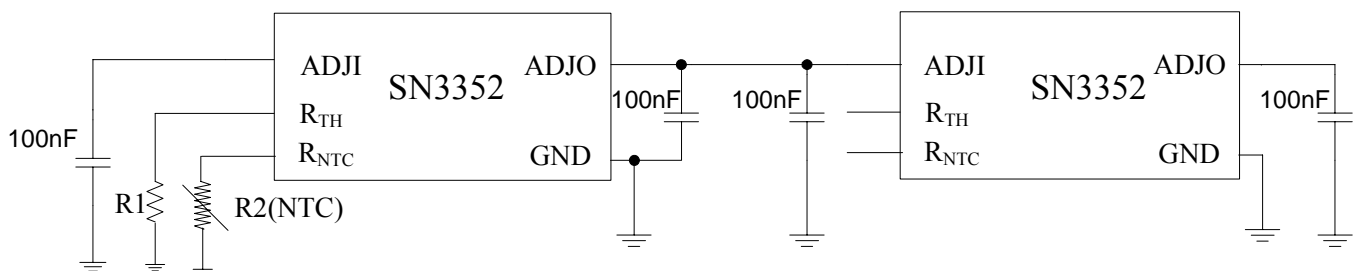 ADJI
ADJO
SN3352
R_TH
R_NTC
GND
100nF
R1
R2(NTC)
100nF
100nF
ADJI
ADJO
SN3352
R_TH
R_NTC
GND
100nF